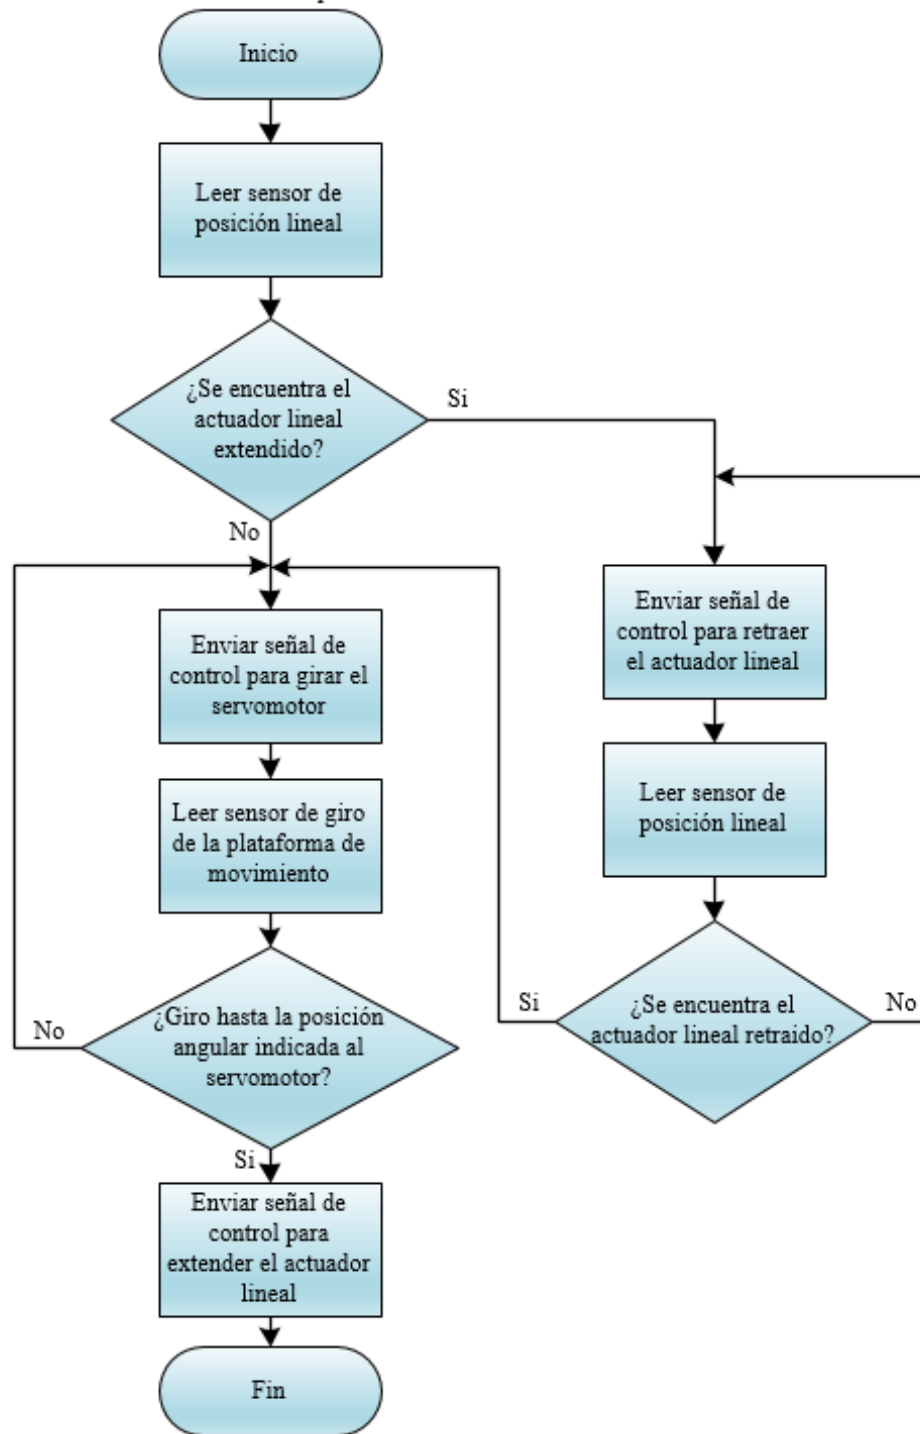 Inicio
Leer sensor de
posición lineal
¿Se encuentra el
actuador lineal
extendido?
Si
No
Enviar señal de
control para girar el
servomotor
Leer sensor de giro
de la plataforma de
movimiento
¿Giro hasta la posición
angular indicada al
servomotor?
No
Si
Enviar señal de
control para
extender el actuador
lineal
Fin
Enviar señal de
control para retraer
el actuador lineal
Leer sensor de
posición lineal
¿Se encuentra el
actuador lineal retraido?
Si
No